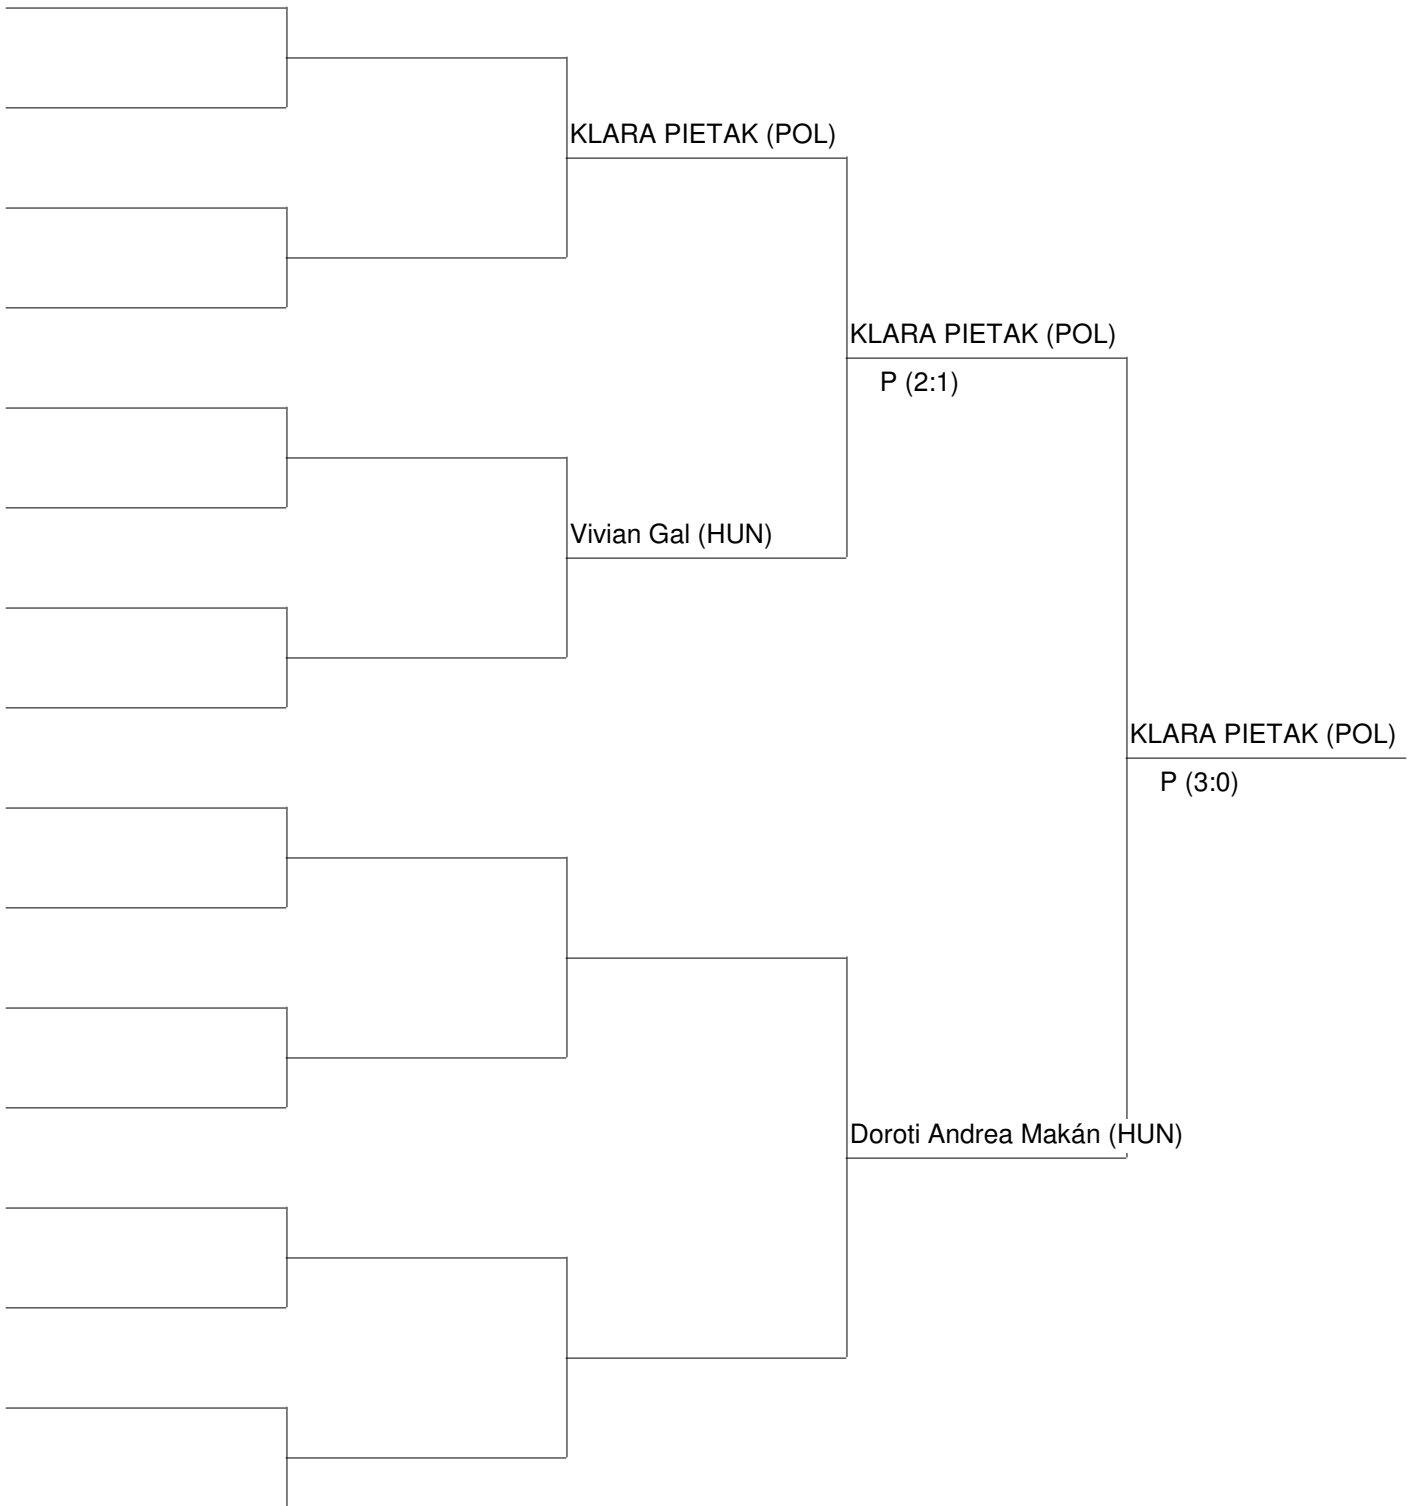 KLARA PIETAK (POL)
KLARA PIETAK (POL)
P (2:1)
Vivian Gal (HUN)
KLARA PIETAK (POL)
P (3:0)
Doroti Andrea Makán (HUN)